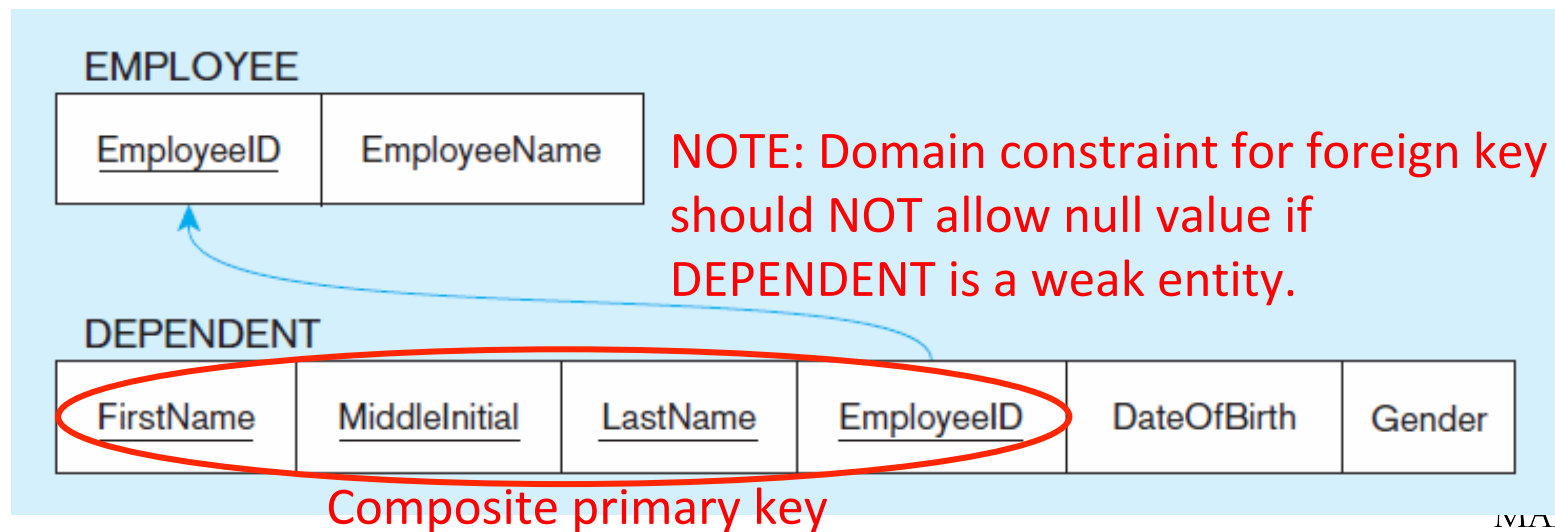 EMPLOYEE
EmployeeID EmployeeName
NOTE: Domain constraint for foreign key
should NOT allow null value if
DEPENDENT is a weak entity.
DEPENDENT
FirstName MiddleInitial LastName EmployeeID DateOfBirth Gender
Composite primary key